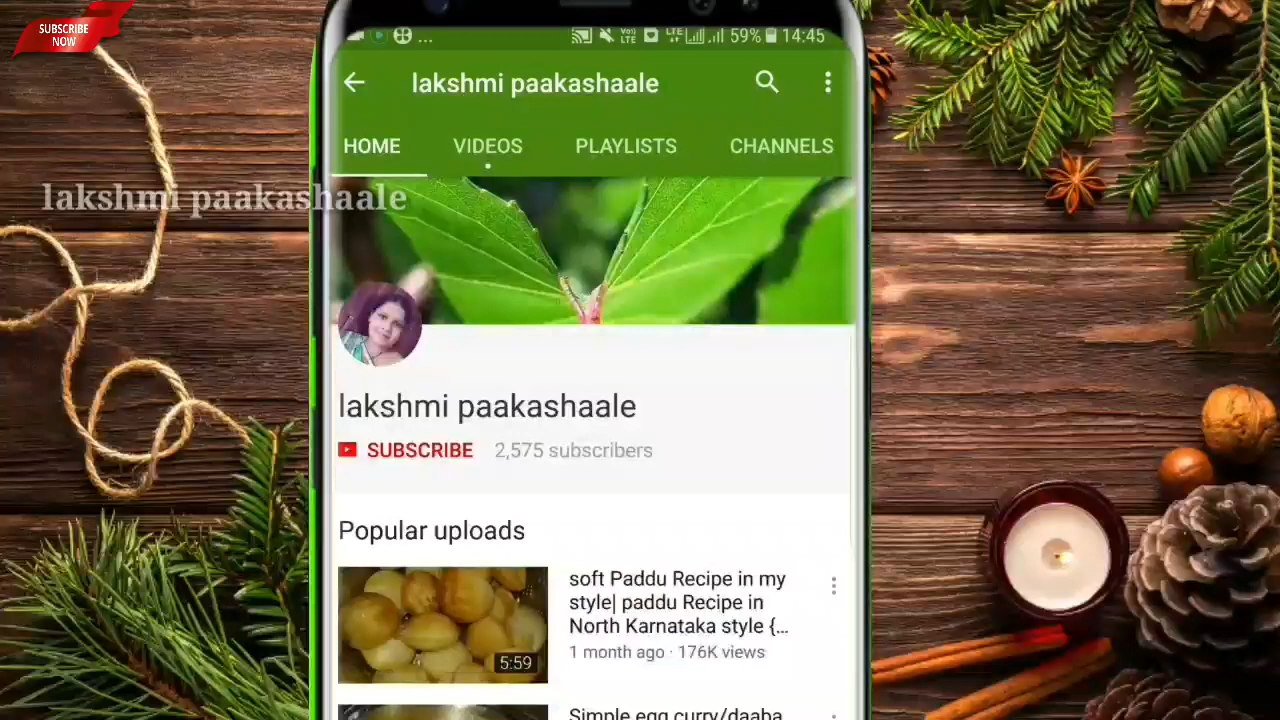 SUBSCRIBE
NOW
... LTE 59% 14:45
lakshmi paakashaale
HOME VIDEOS PLAYLISTS CHANNELS
lakshmi paakashaale
lakshmi paakashaale
SUBSCRIBE 2,575 subscribers
Popular uploads
soft Paddu Recipe in my
style| paddu Recipe in
North Karnataka style {...
1 month ago · 176K views
5:59
Simple egg curry/daaba